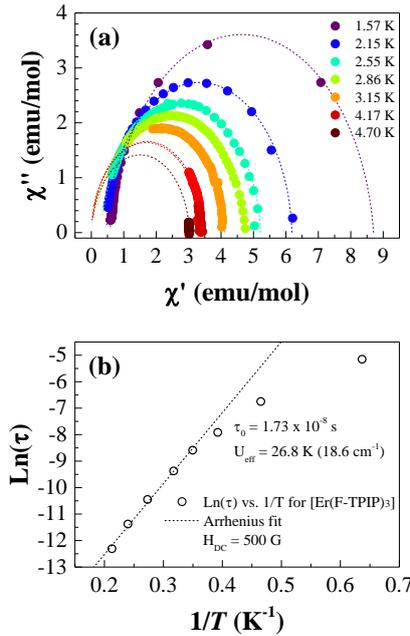 (a)
1.57 K
2.15 K
2.55 K
2.86 K
3.15 K
4.17 K
4.70 K
χ'' (emu/mol)
4
3
2
1
0
0 1 2 3 4 5 6 7 8 9
χ' (emu/mol)
(b)
Ln(τ)
-5
-6
-7
-8
-9
-10
-11
-12
-13
τ0 = 1.73 x 10-8 s
Ueff = 26.8 K (18.6 cm-1)
Ln(τ) vs. 1/T for [Er(F-TPIP)3]
Arrhenius fit
HDC = 500 G
0.2 0.3 0.4 0.5 0.6 0.7
1/T (K-1)